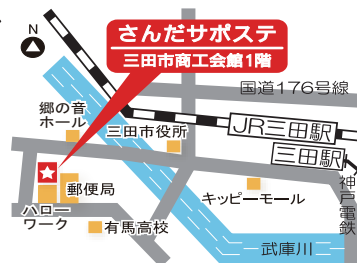 N
さんだサポステ
三田市商工会館1階
国道176号線
郷の音
ホール
三田市役所
JR三田駅
三田駅
神戸電鉄
郵便局
キッピーモール
ハロー
ワーク
有馬高校
武庫川